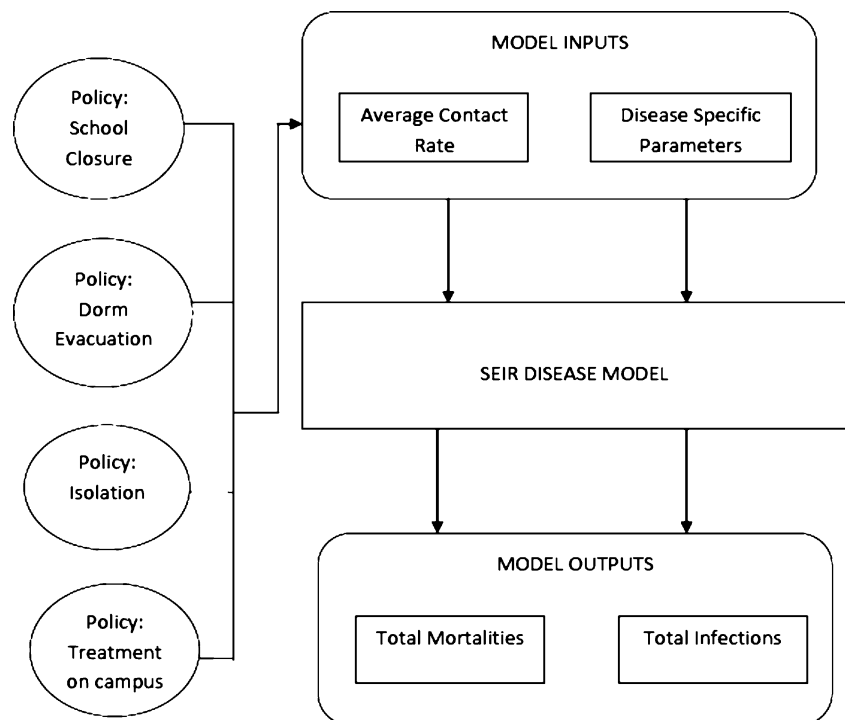 MODEL INPUTS
Average Contact
Rate
Disease Specific
Parameters
Policy:
School
Closure
Policy:
Dorm
Evacuation
SEIR DISEASE MODEL
Policy:
Isolation
MODEL OUTPUTS
Total Mortalities
Total Infections
Policy:
Treatment
on campus